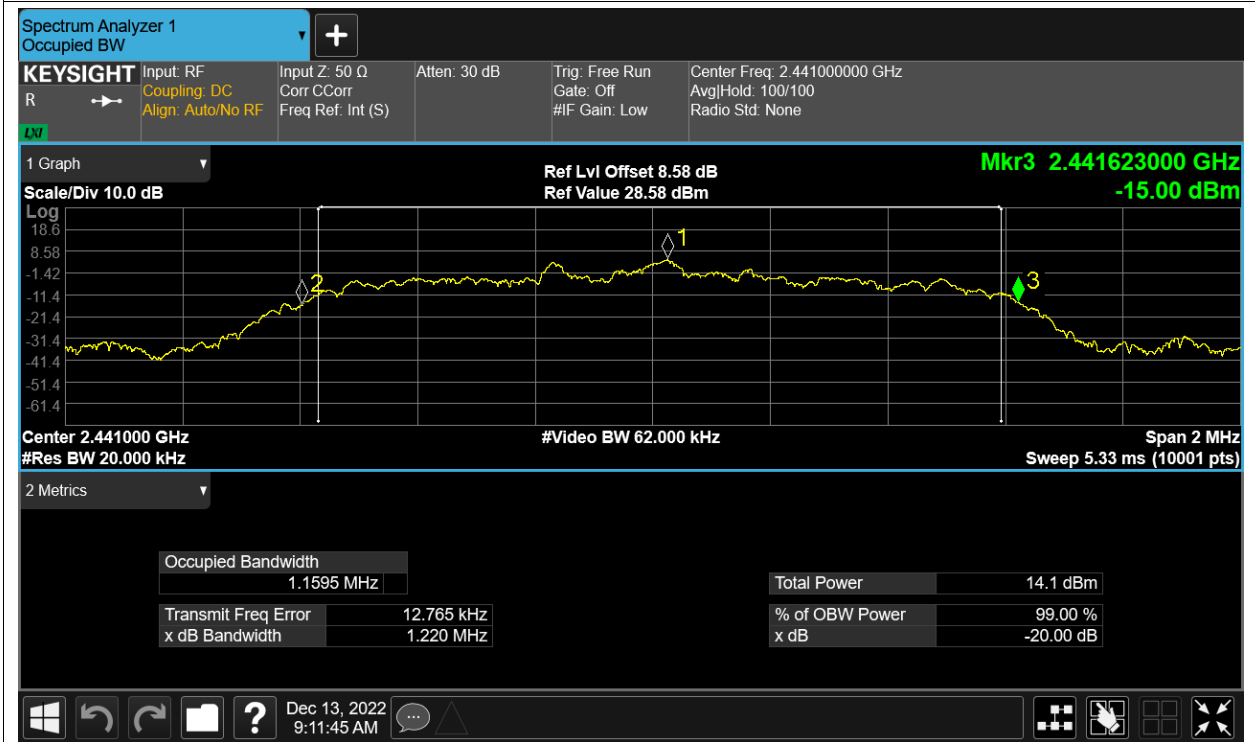 Spectrum Analyzer 1
Occupied BW
KEYSIGHT
R
LXI
Input: RF
Coupling: DC
Align: Auto/No RF
Input Z: 50 Ω
Corr CCorr
Freq Ref: Int (S)
Atten: 30 dB
Trig: Free Run
Gate: Off
#IF Gain: Low
Center Freq: 2.441000000 GHz
Avg|Hold: 100/100
Radio Std: None
1 Graph
Scale/Div 10.0 dB
Ref Lvl Offset 8.58 dB
Ref Value 28.58 dBm
Mkr3 2.441623000 GHz
-15.00 dBm
Log
18.6
8.58
-1.42
-11.4
-21.4
-31.4
-41.4
-51.4
-61.4
1
2
3
Center 2.441000 GHz
#Video BW 62.000 kHz
Span 2 MHz
#Res BW 20.000 kHz
Sweep 5.33 ms (10001 pts)
2 Metrics
Occupied Bandwidth
1.1595 MHz
Total Power 14.1 dBm
Transmit Freq Error 12.765 kHz
% of OBW Power 99.00 %
x dB Bandwidth 1.220 MHz
x dB -20.00 dB
?
Dec 13, 2022
9:11:45 AM